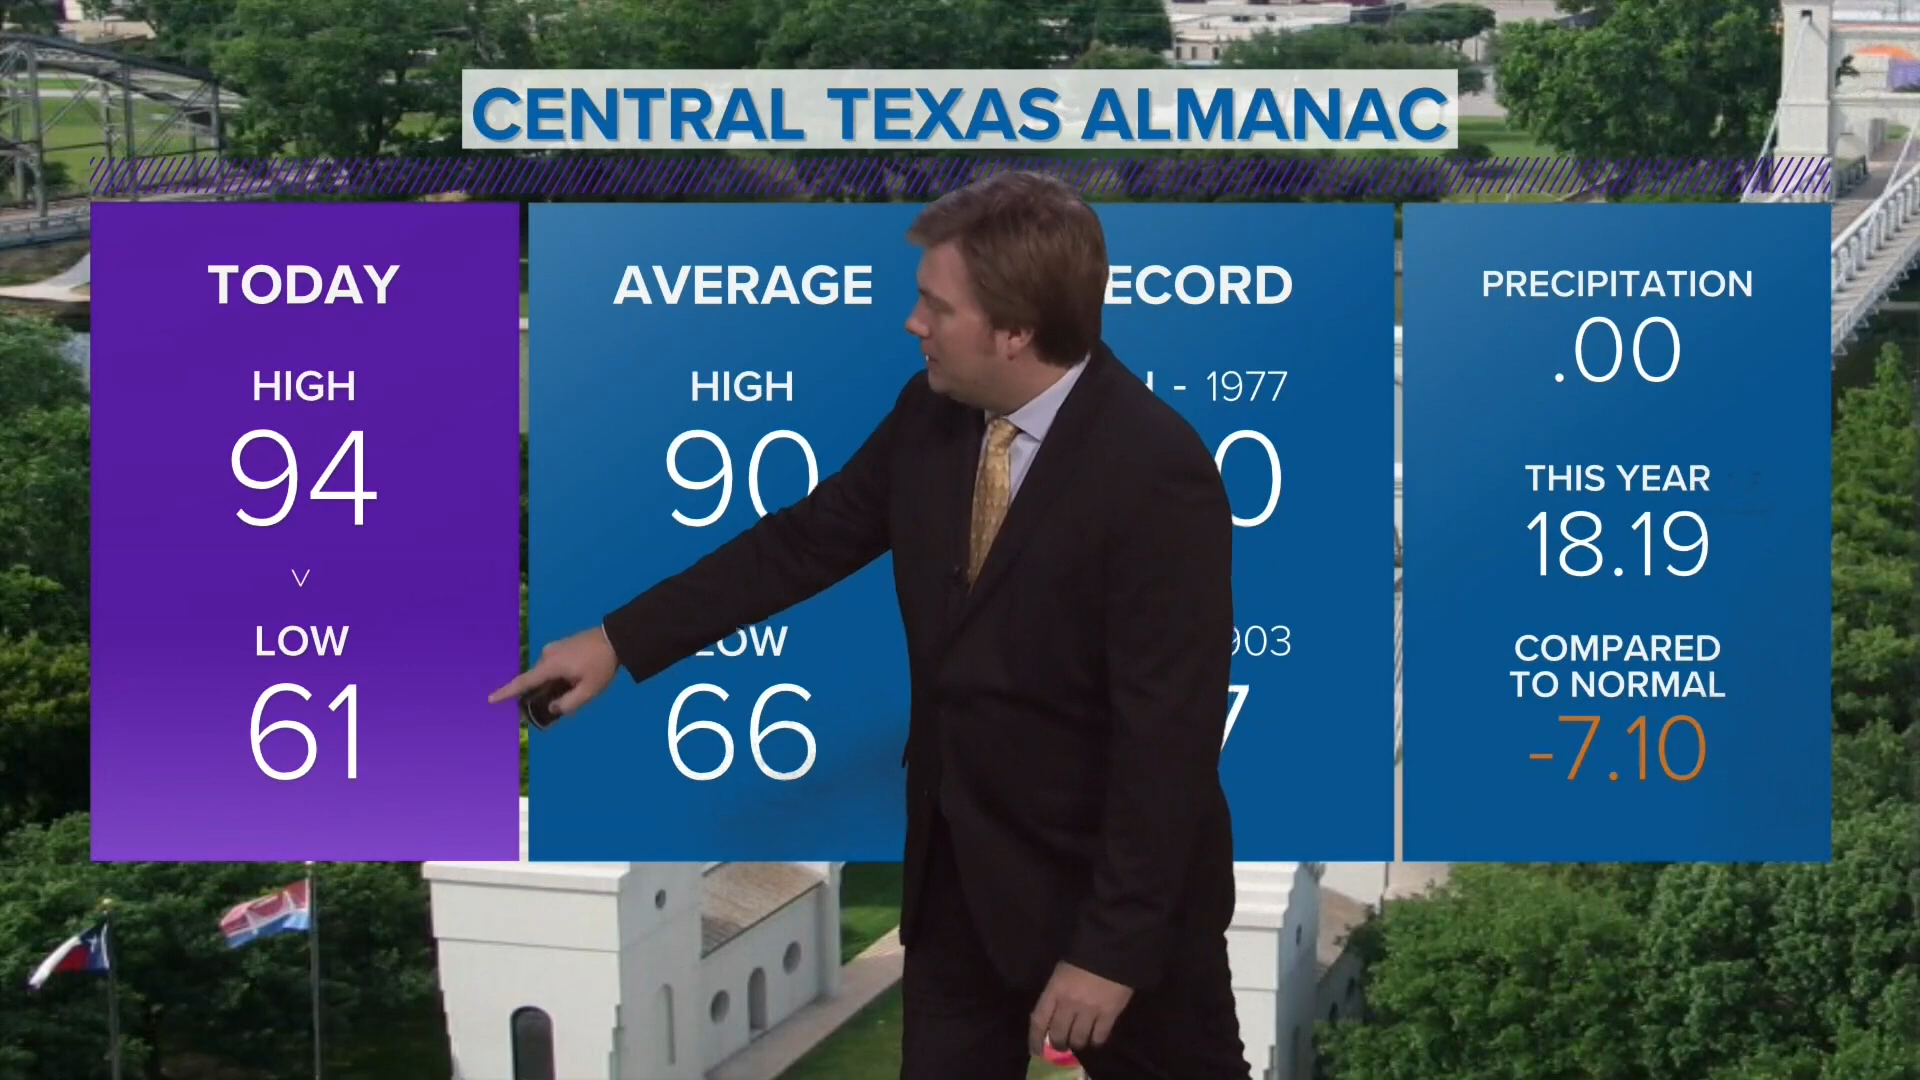 CENTRAL TEXAS ALMANAC
TODAY
HIGH
94
LOW
61
AVERAGE
HIGH
90
LOW
66
ECORD
- 1977
0
903
7
PRECIPITATION
.00
THIS YEAR
18.19
COMPARED
TO NORMAL
-7.10